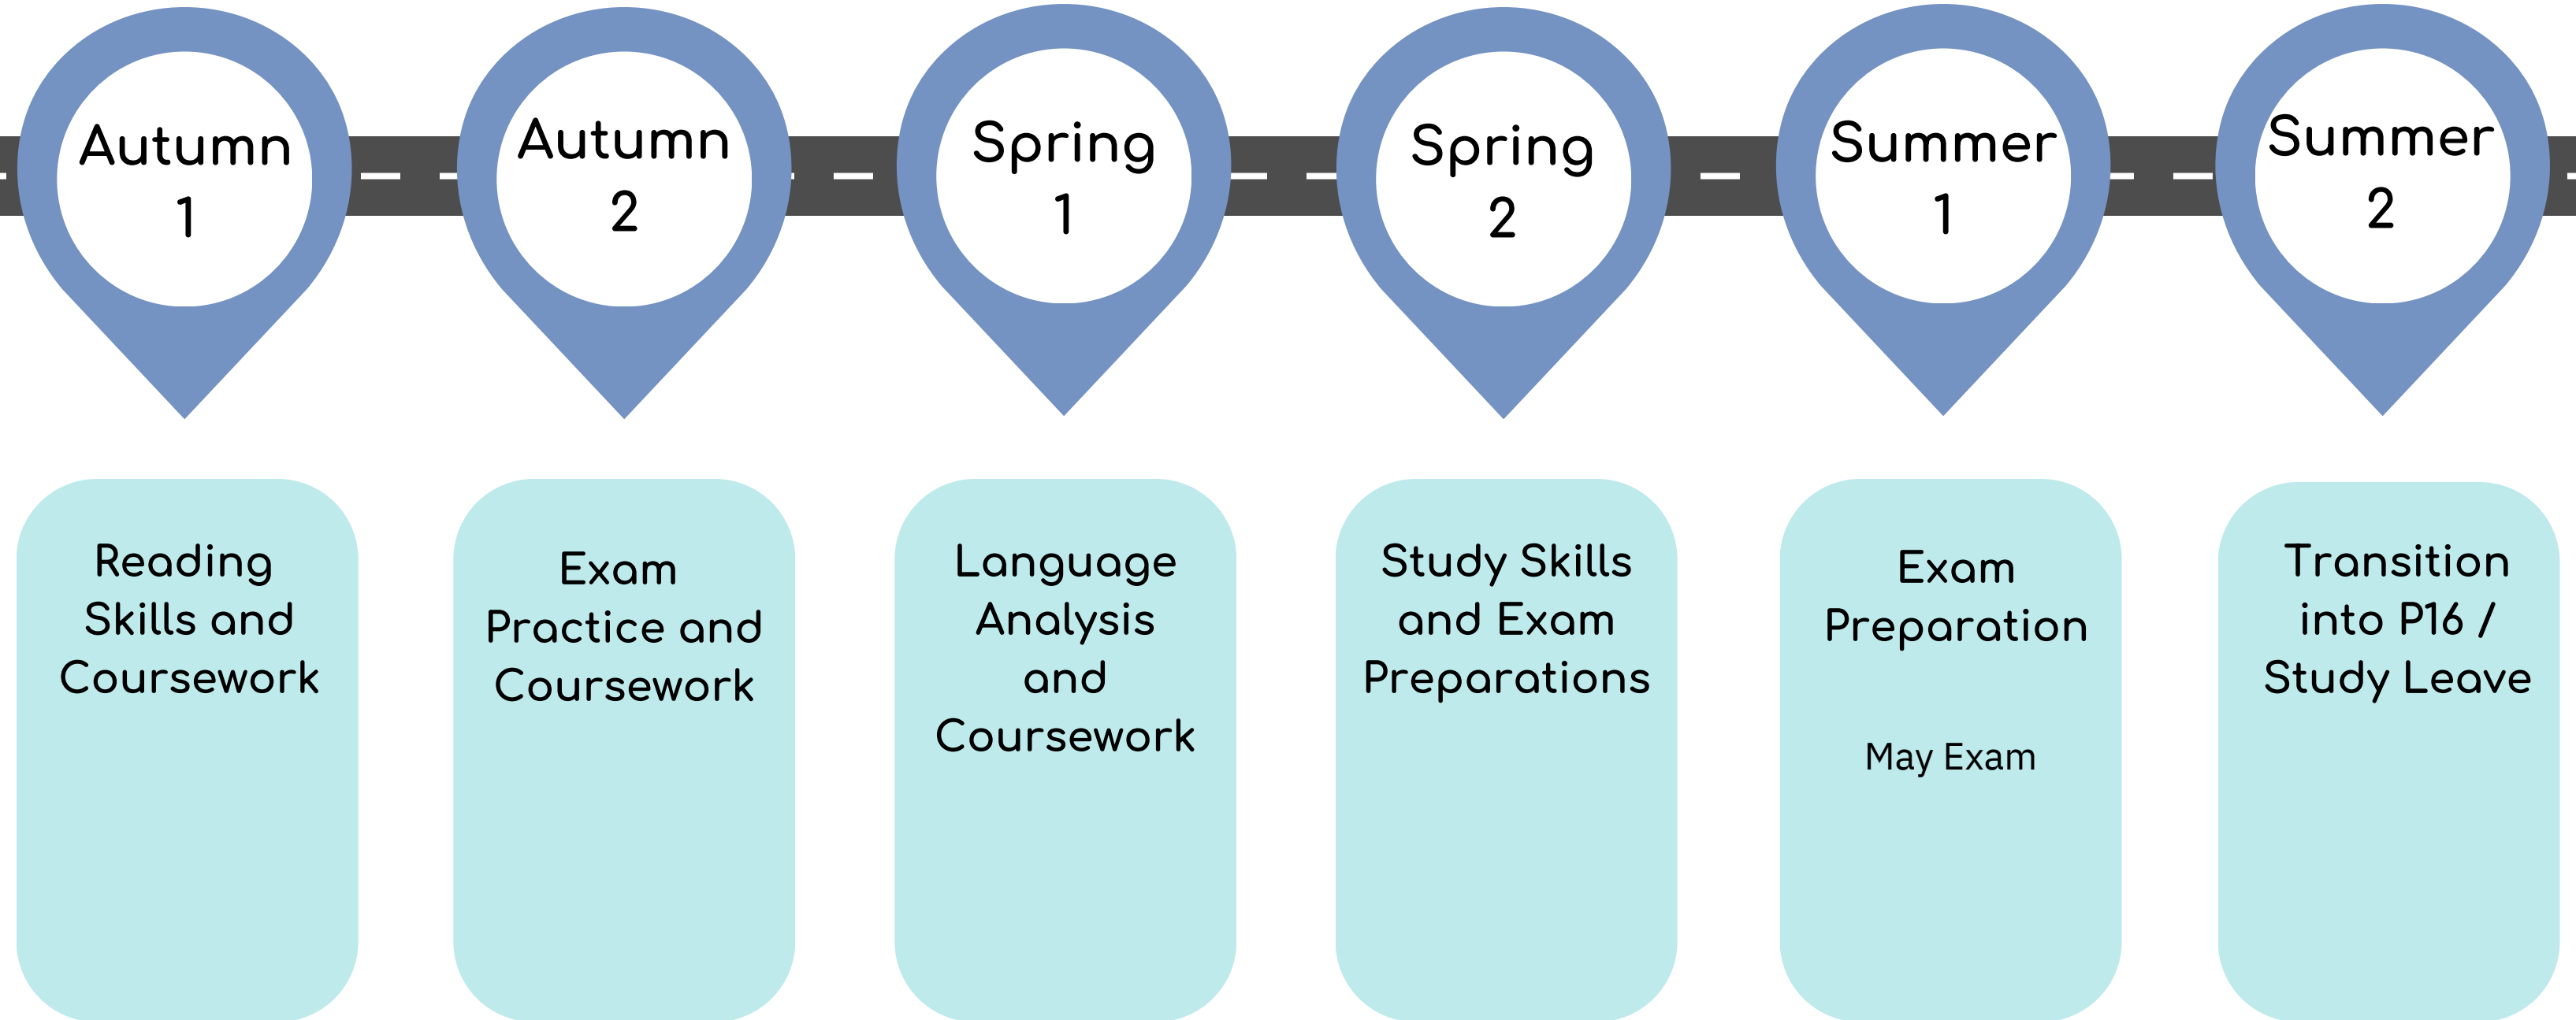 Autumn
1
Autumn
2
Spring
1
Spring
2
Summer
1
Summer
2
Reading
Skills and
Coursework
Exam
Practice and
Coursework
Language
Analysis
and
Coursework
Study Skills
and Exam
Preparations
Exam
Preparation
May Exam
Transition
into P16 /
Study Leave